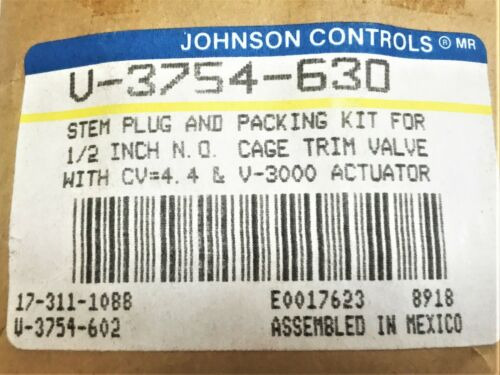 JOHNSON CONTROLS ® MR
V-3754-630
STEM PLUG AND PACKING KIT FOR
1/2 INCH N.O. CAGE TRIM VALVE
WITH CV=4.4 & V-3000 ACTUATOR
17-311-1088 E0017623 8918
V-3754-602 ASSEMBLED IN MEXICO